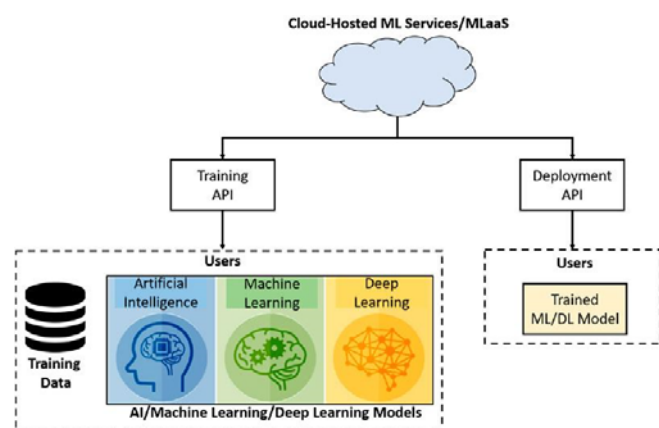 Cloud-Hosted ML Services/MLaaS
Training
API
Deployment
API
Users
Training
Data
Artificial
Intelligence
Machine
Learning
Deep
Learning
AI/Machine Learning/Deep Learning Models
Users
Trained
ML/DL Model